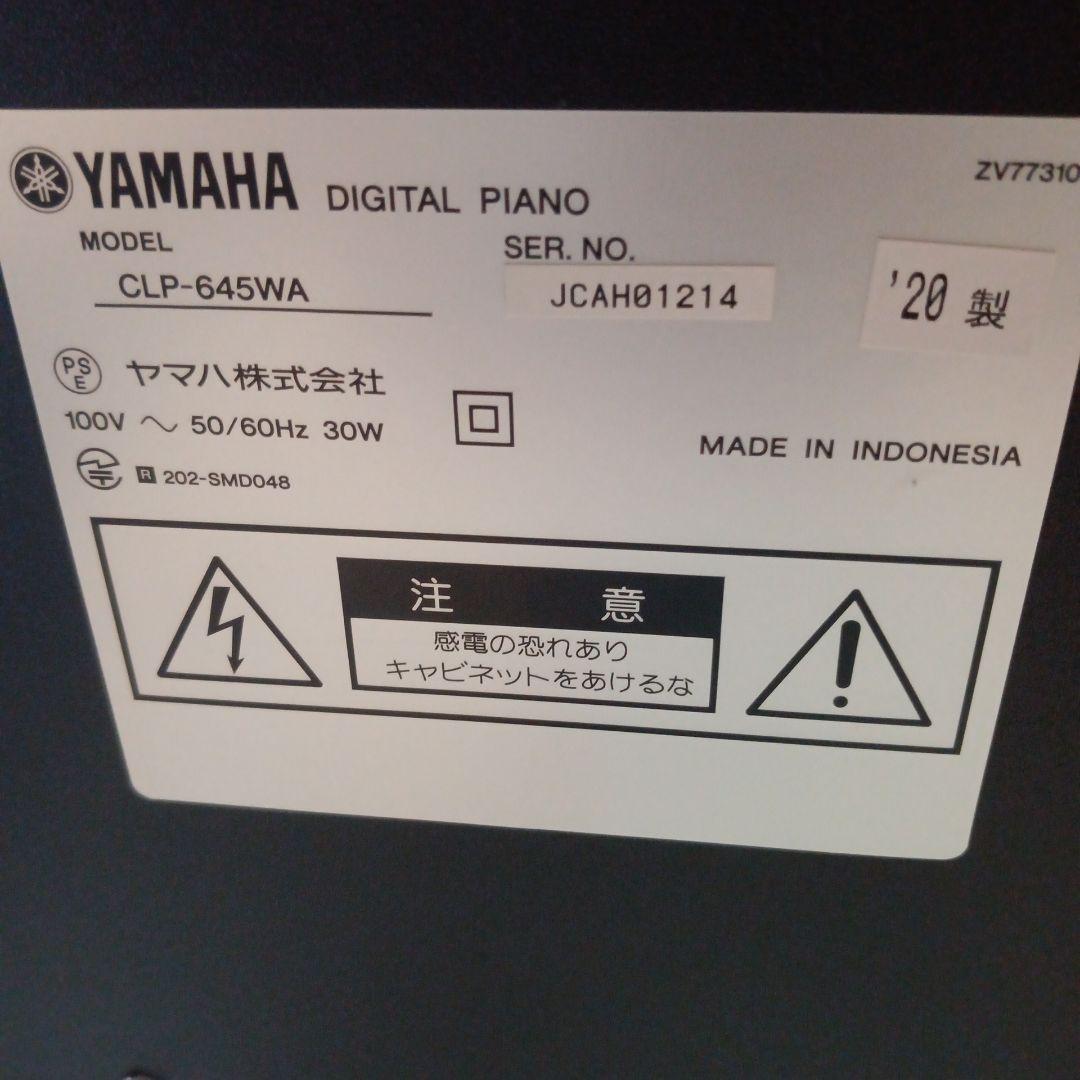 YAMAHA DIGITAL PIANO
ZV77310
MODEL
CLP-645WA
SER. NO.
JCAH01214
'20 製
PSE ヤマハ株式会社
100V ～ 50/60Hz 30W
MADE IN INDONESIA
R 202-SMD048
注意
感電の恐れあり
キャビネットをあけるな